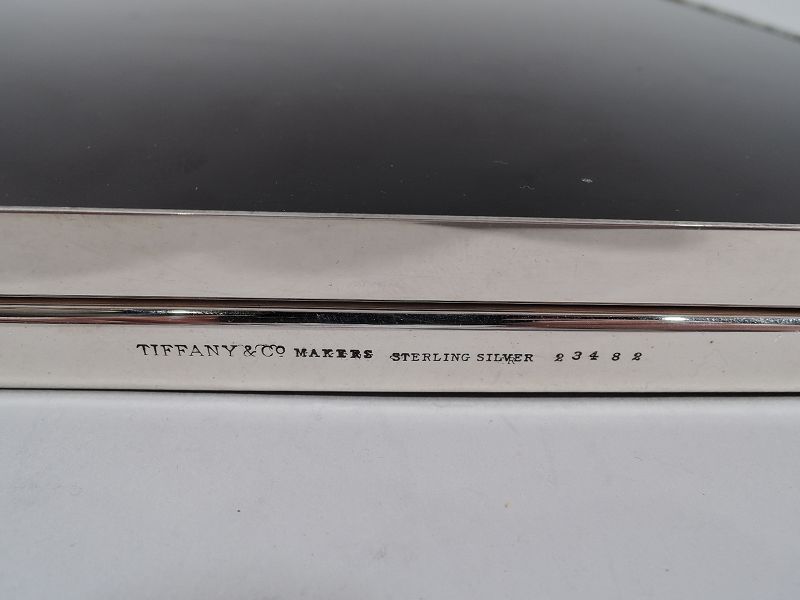 TIFFANY & Co MAKERS STERLING SILVER 23482